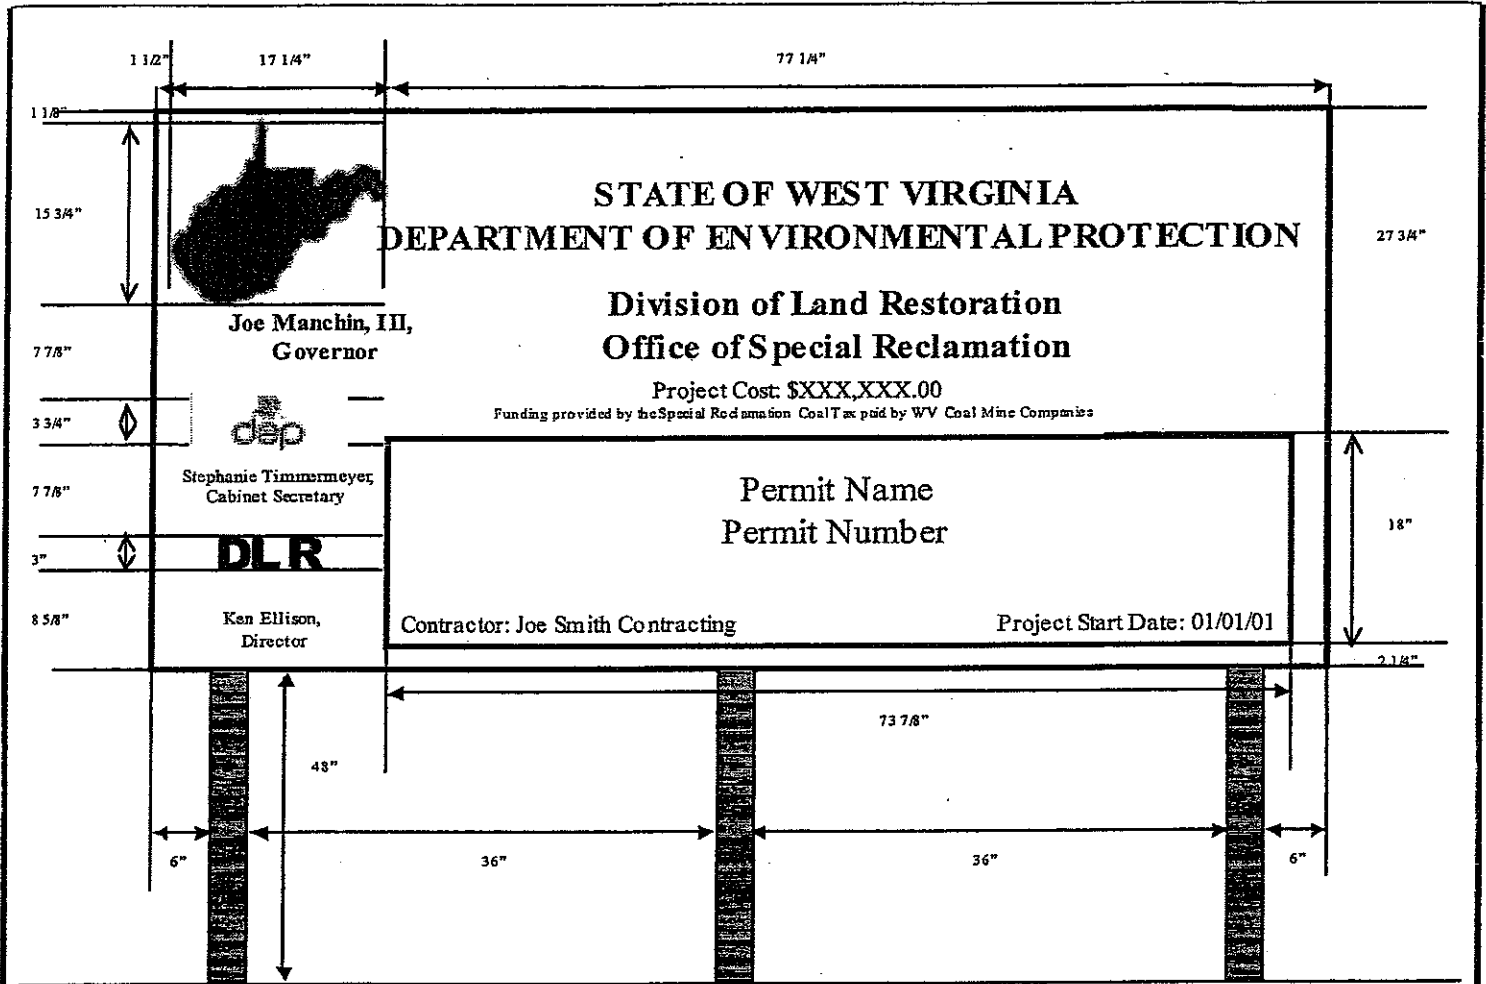 1 1/2"
17 1/4"
77 1/4"
1 1/8"
15 3/4"
STATE OF WEST VIRGINIA
DEPARTMENT OF ENVIRONMENTAL PROTECTION
27 3/4"
Division of Land Restoration
Office of Special Reclamation
Joe Manchin, III,
Governor
7 7/8"
Project Cost: $XXX,XXX.00
Funding provided by the Special Reclamation Coal Tax paid by WV Coal Mine Companies
3 3/4"
dep
Stephanie Timmermeyer,
Cabinet Secretary
7 7/8"
Permit Name
Permit Number
18"
DLR
3"
Ken Ellison,
Director
8 5/8"
Contractor: Joe Smith Contracting
Project Start Date: 01/01/01
2 1/4"
73 7/8"
48"
6"
36"
36"
6"